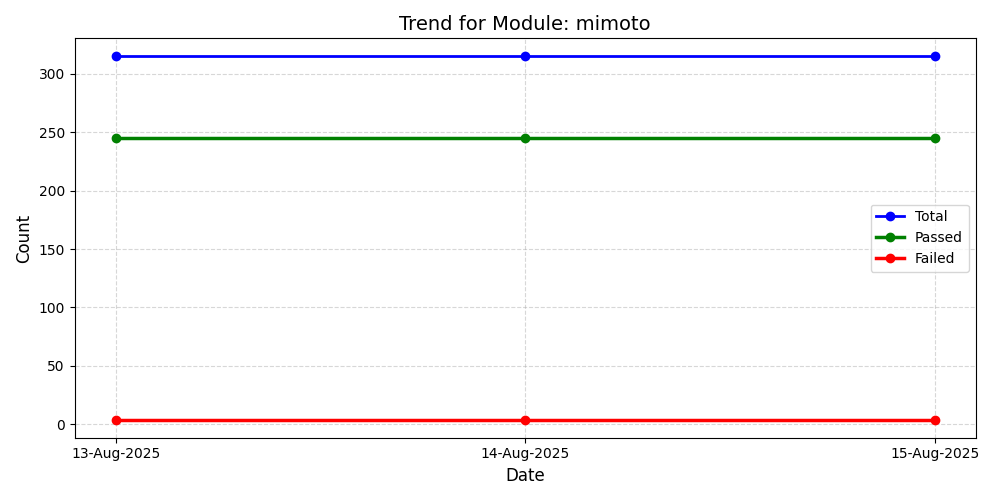 Trend for Module: mimoto
Count
300
250
200
150
100
50
0
Total
Passed
Failed
13-Aug-2025
14-Aug-2025
15-Aug-2025
Date